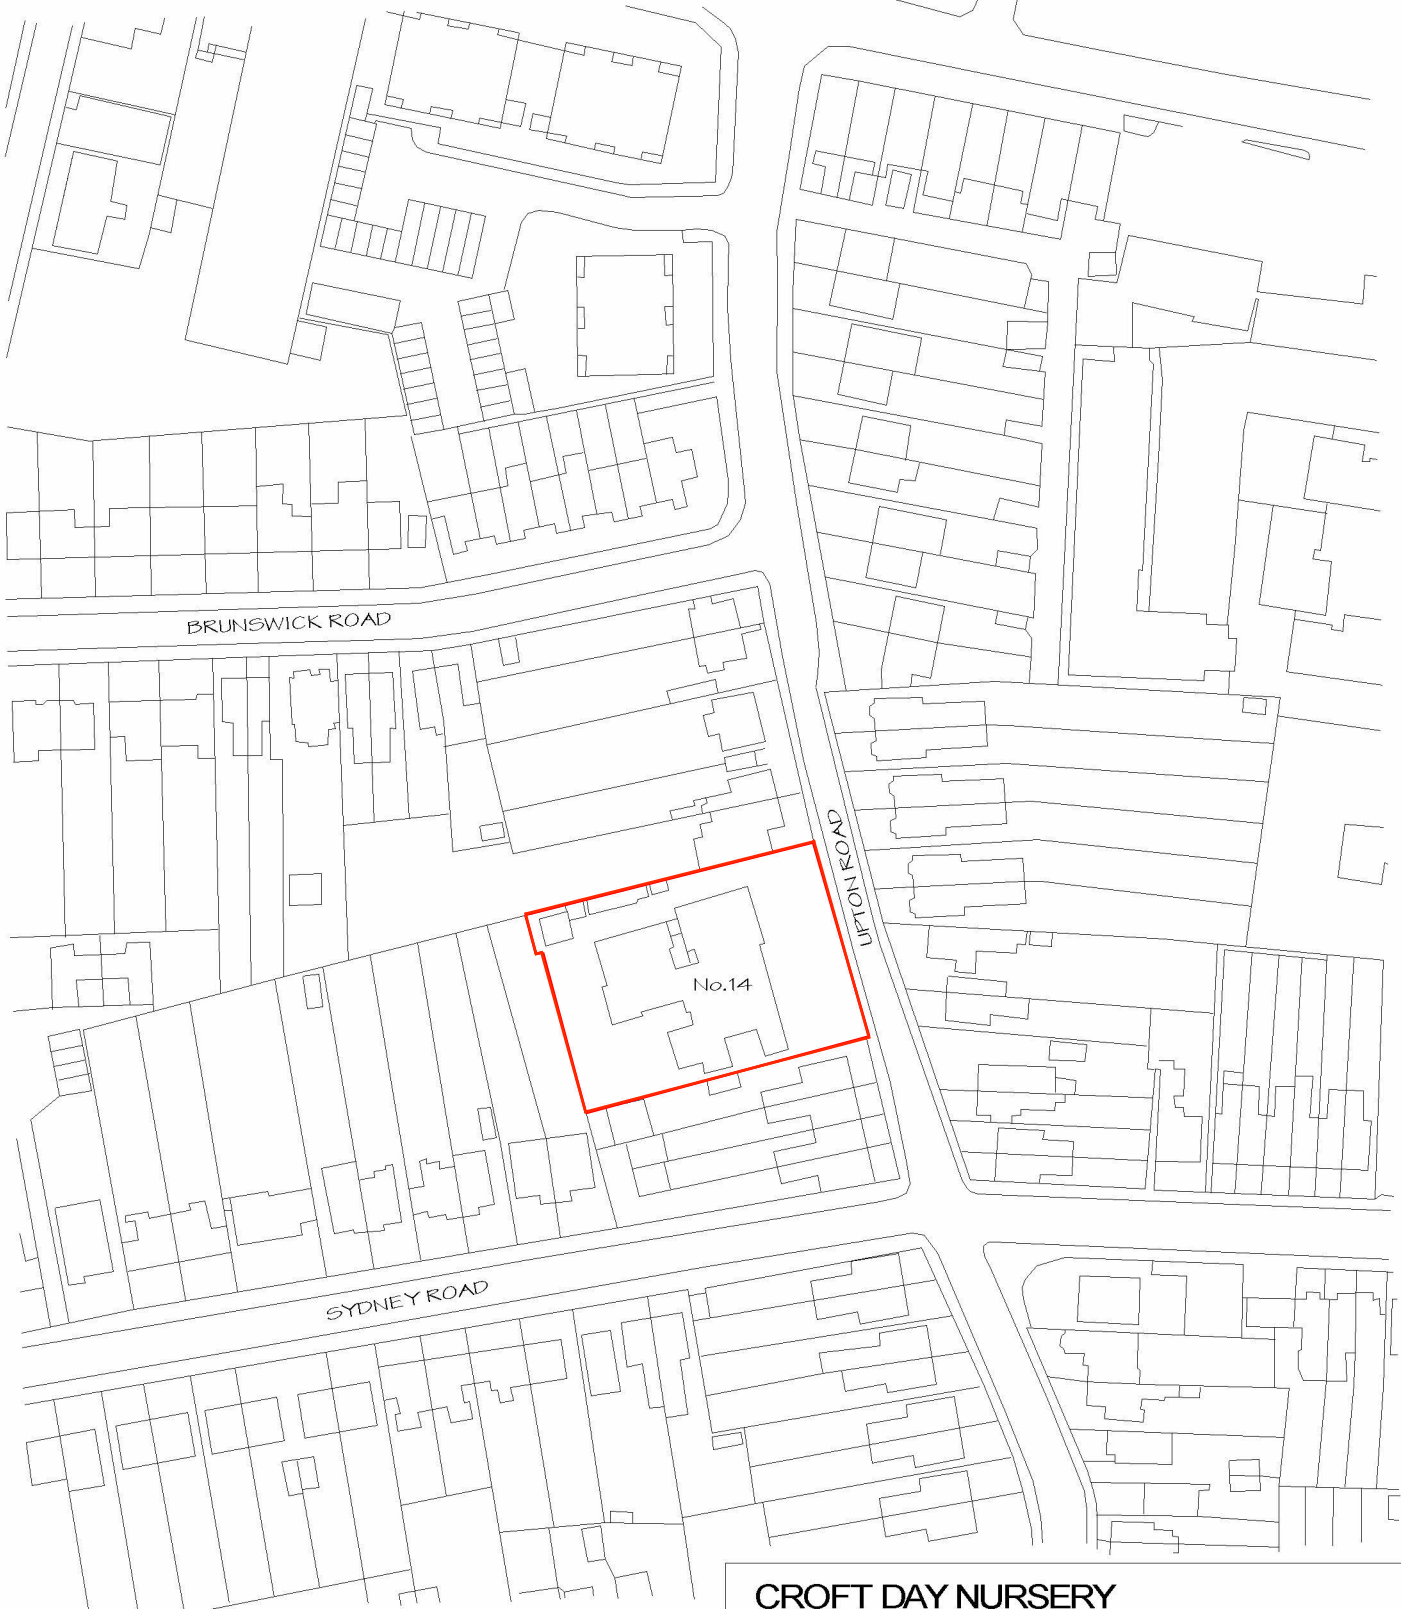 BRUNSWICK ROAD
UPTON ROAD
No.14
SYDNEY ROAD
CROFT DAY NURSERY